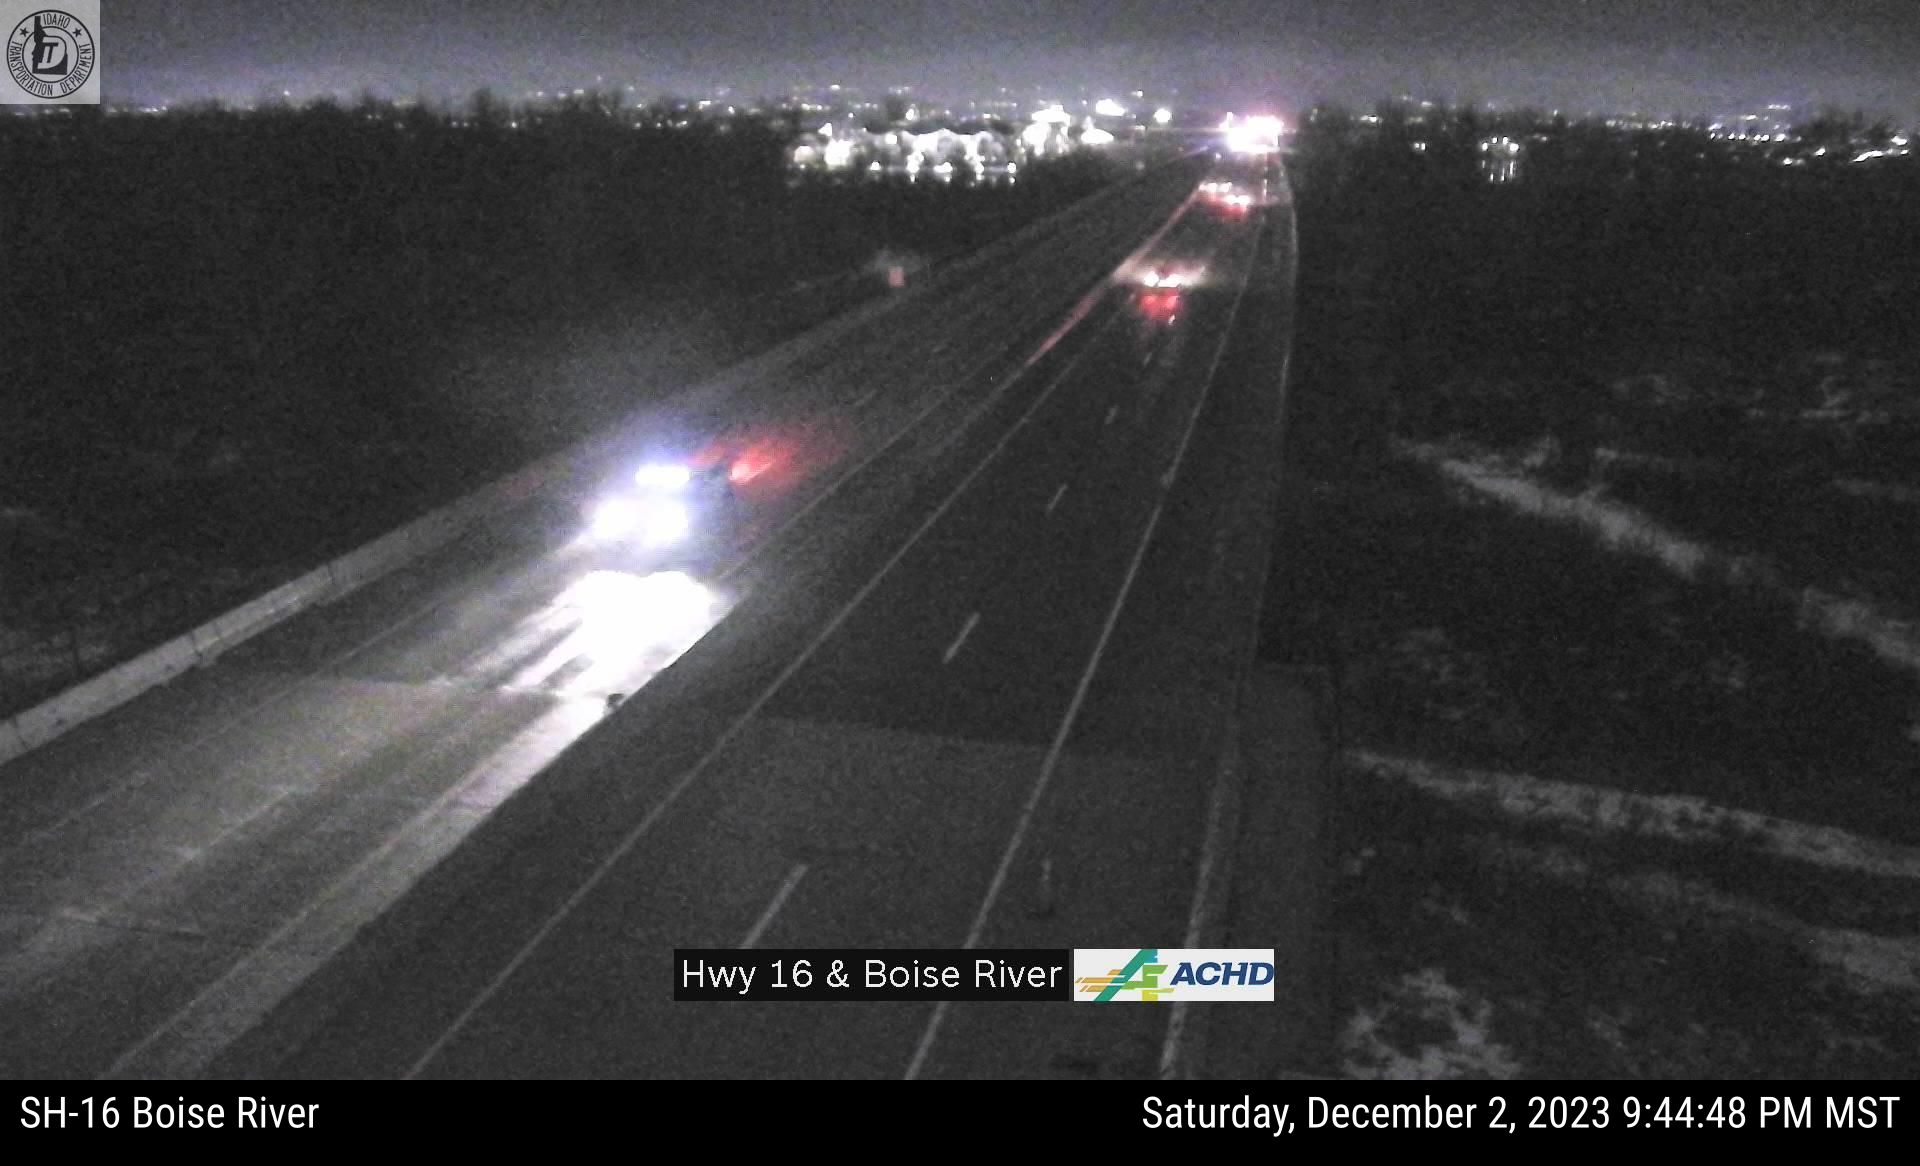 IDAHO
TRANSPORTATION DEPARTMENT
Hwy 16 & Boise River
ACHD
SH-16 Boise River
Saturday, December 2, 2023 9:44:48 PM MST